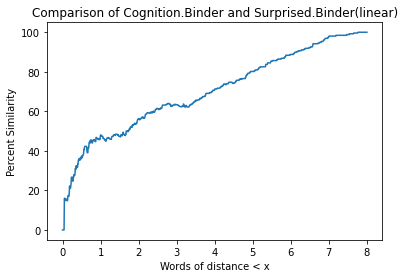 Comparison of Cognition.Binder and Surprised.Binder(linear)
100
80
60
40
20
0
Percent Similarity
0 1 2 3 4 5 6 7 8
Words of distance < x